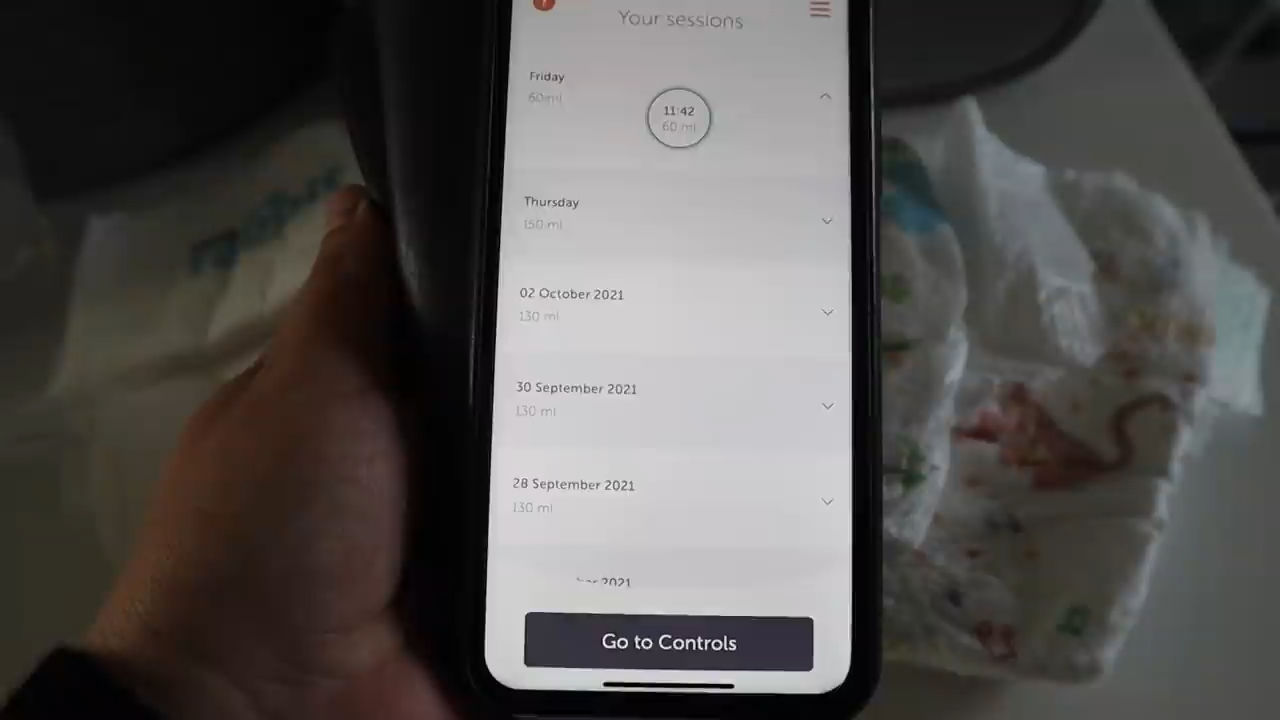 Your sessions
Friday
60 ml
11:42
60 ml
Thursday
150 ml
02 October 2021
130 ml
30 September 2021
130 ml
28 September 2021
130 ml
2021
Go to Controls